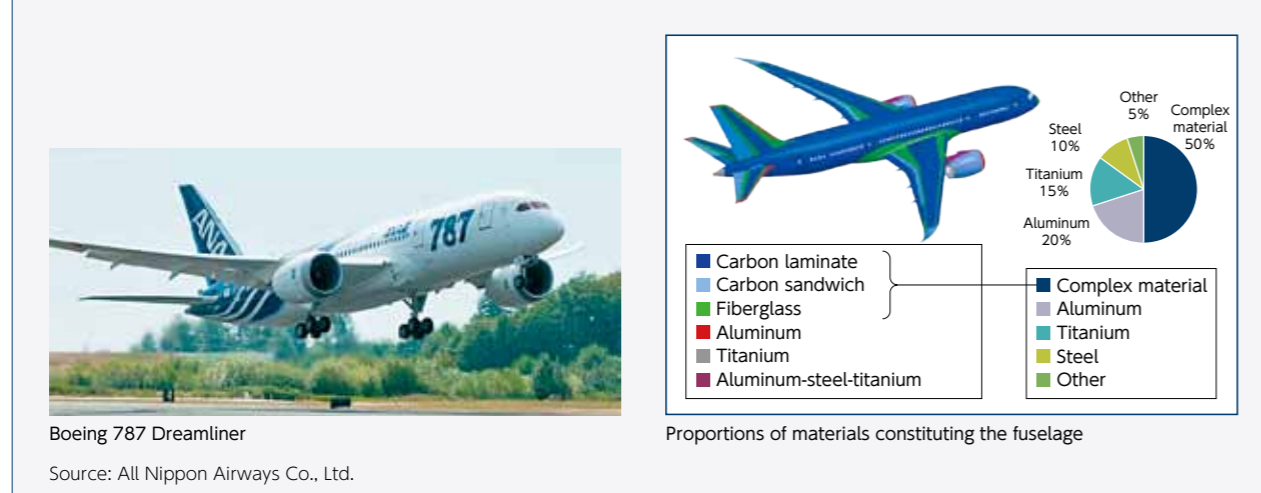 ANA
787
Boeing 787 Dreamliner
Source: All Nippon Airways Co., Ltd.
Other
5%
Complex
material
50%
Steel
10%
Titanium
15%
Aluminum
20%
Carbon laminate
Carbon sandwich
Fiberglass
Aluminum
Titanium
Aluminum-steel-titanium
Complex material
Aluminum
Titanium
Steel
Other
Proportions of materials constituting the fuselage